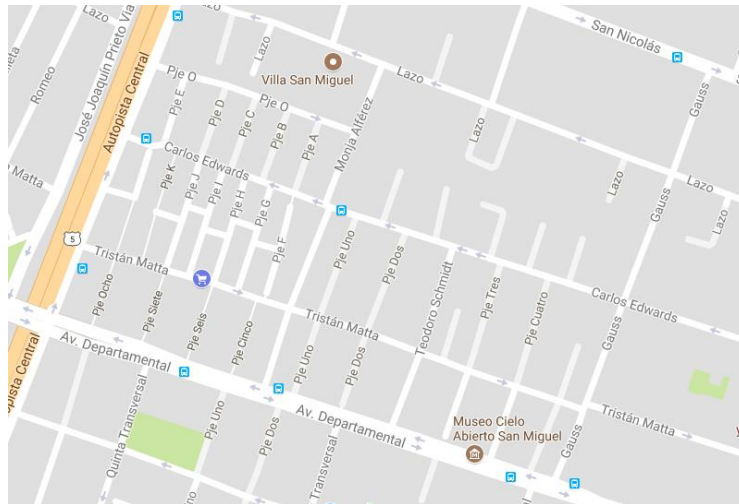 San Nicolás
Lazo
Villa San Miguel
Lazo
Pje O
Pje O
Pje E
Pje D
Pje C
Pje B
Pje A
Romeo
José Joaquín Prieto Vial
Autopista Central
Monja Alférez
Lazo
Gauss
Carlos Edwards
Matta
Pje K
Pje J
Pje I
Pje H
Pje G
Pje F
Lazo
Lazo
Lazo
Gauss
5
Tristán Matta
Pje Uno
Pje Dos
Teodoro Schmidt
Pje Tres
Pje Cuatro
Carlos Edwards
Pje Ocho
Pje Siete
Pje Seis
Pje Cinco
Tristán Matta
Gauss
Av. Departamental
Pje Uno
Pje Dos
opista Central
Quinta Transversal
Pje Uno
Pje Dos
Transversal
Av. Departamental
Museo Cielo
Abierto San Miguel
Tristán Matta
Gauss